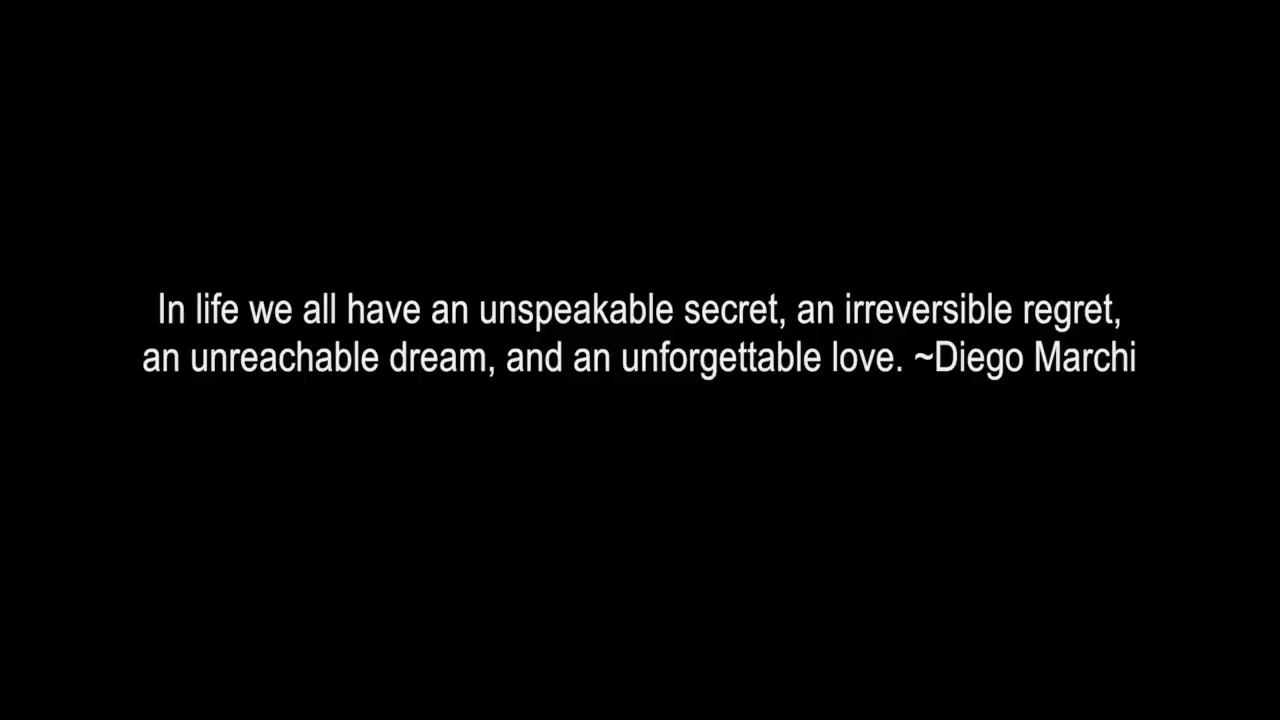 In life we all have an unspeakable secret, an irreversible regret,
an unreachable dream, and an unforgettable love. ~Diego Marchi